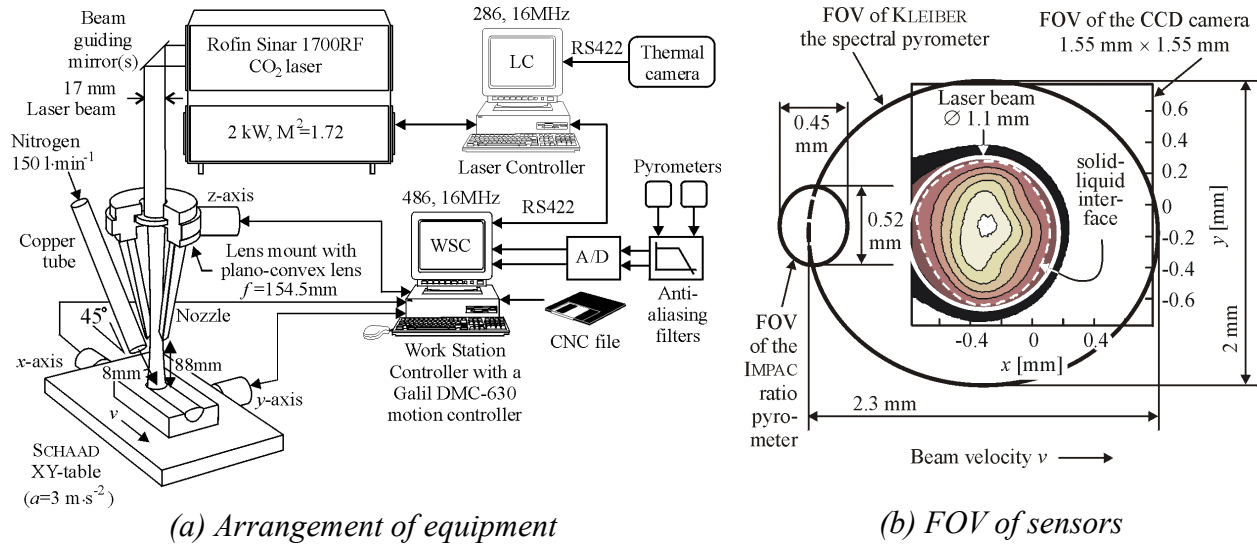 Beam
guiding
mirror(s)
Rofin Sinar 1700RF
CO2 laser
17 mm
Laser beam
2 kW, M²=1.72
Nitrogen
150 l·min⁻¹
286, 16MHz
LC
RS422
Thermal
camera
Laser Controller
Pyrometers
486, 16MHz
RS422
WSC
A/D
z-axis
Copper
tube
Lens mount with
plano-convex lens
f=154.5mm
45°
Nozzle
CNC file
Anti-
aliasing
filters
x-axis
8mm
88mm
y-axis
Work Station
Controller with a
Galil DMC-630
motion controller
v
SCHAAD
XY-table
(a=3 m·s⁻²)
(a) Arrangement of equipment
FOV of KLEIBER
the spectral pyrometer
FOV of the CCD camera
1.55 mm × 1.55 mm
Laser beam
Ø 1.1 mm
0.45
mm
solid-
liquid
inter-
face
0.52
mm
0.6
0.4
0.2
0
-0.2
-0.4
-0.6
y [mm]
2 mm
-0.4
0
0.4
x [mm]
FOV
of the
IMPAC
ratio
pyro-
meter
2.3 mm
Beam velocity v
(b) FOV of sensors